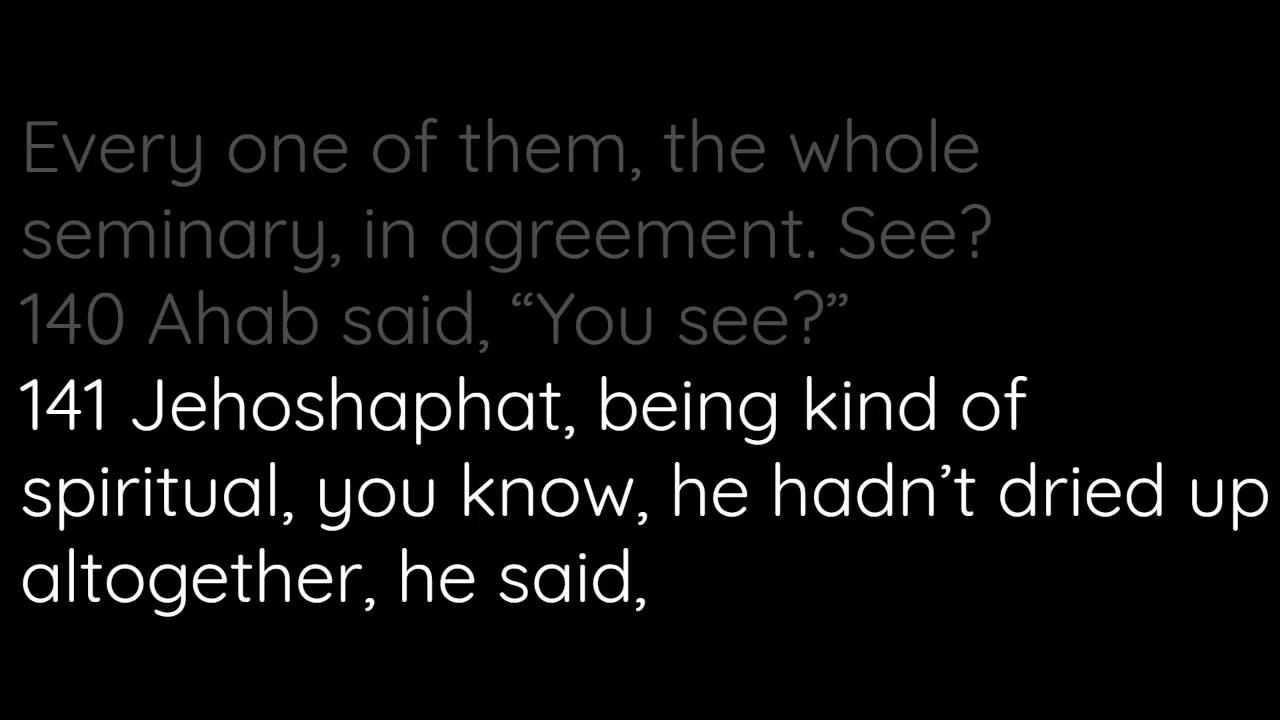 Every one of them, the whole
seminary, in agreement. See?
140 Ahab said, “You see?”
141 Jehoshaphat, being kind of
spiritual, you know, he hadn’t dried up
altogether, he said,